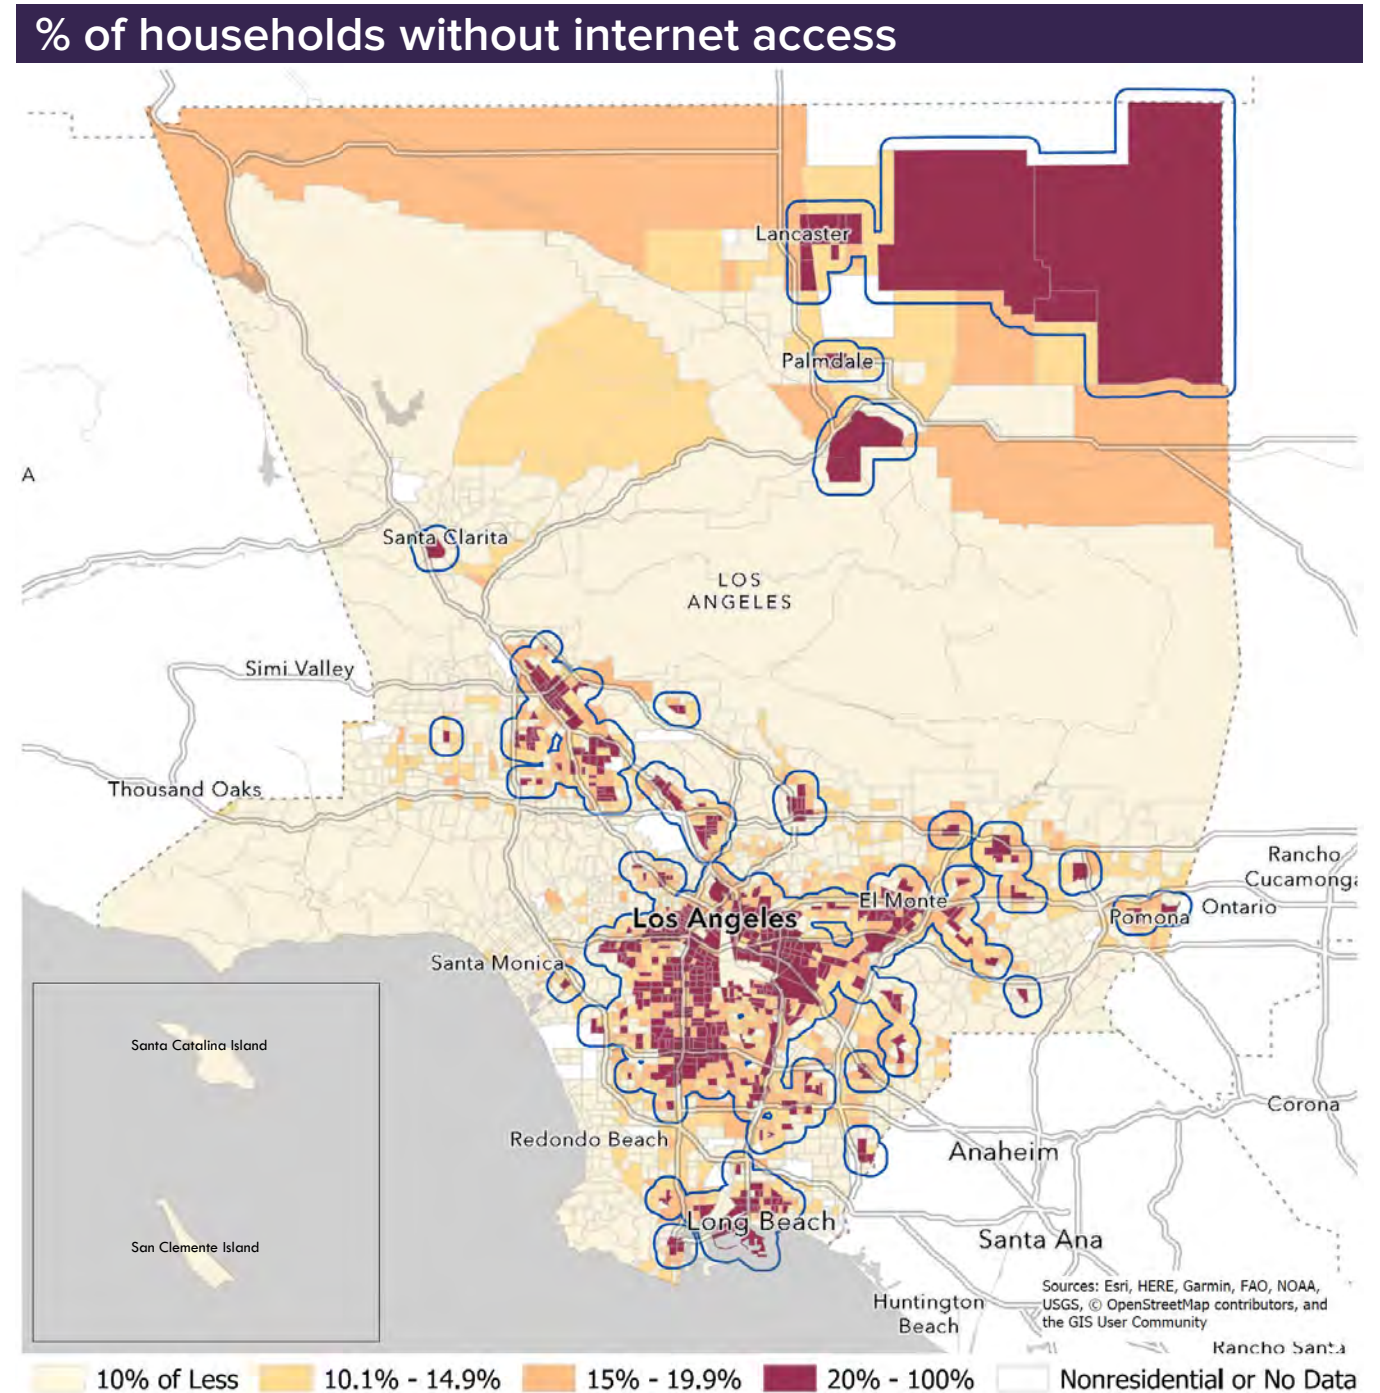 % of households without internet access
Lancaster
Palmdale
A
Santa Clarita
LOS
ANGELES
Simi Valley
Thousand Oaks
Rancho
Cucamonga
El Monte
Ontario
Pomona
Los Angeles
Santa Monica
Santa Catalina Island
Corona
Redondo Beach
Anaheim
Long Beach
Santa Ana
San Clemente Island
Sources: Esri, HERE, Garmin, FAO, NOAA,
USGS, © OpenStreetMap contributors, and
the GIS User Community
Huntington
Beach
Rancho Santa
10% of Less
10.1% - 14.9%
15% - 19.9%
20% - 100%
Nonresidential or No Data